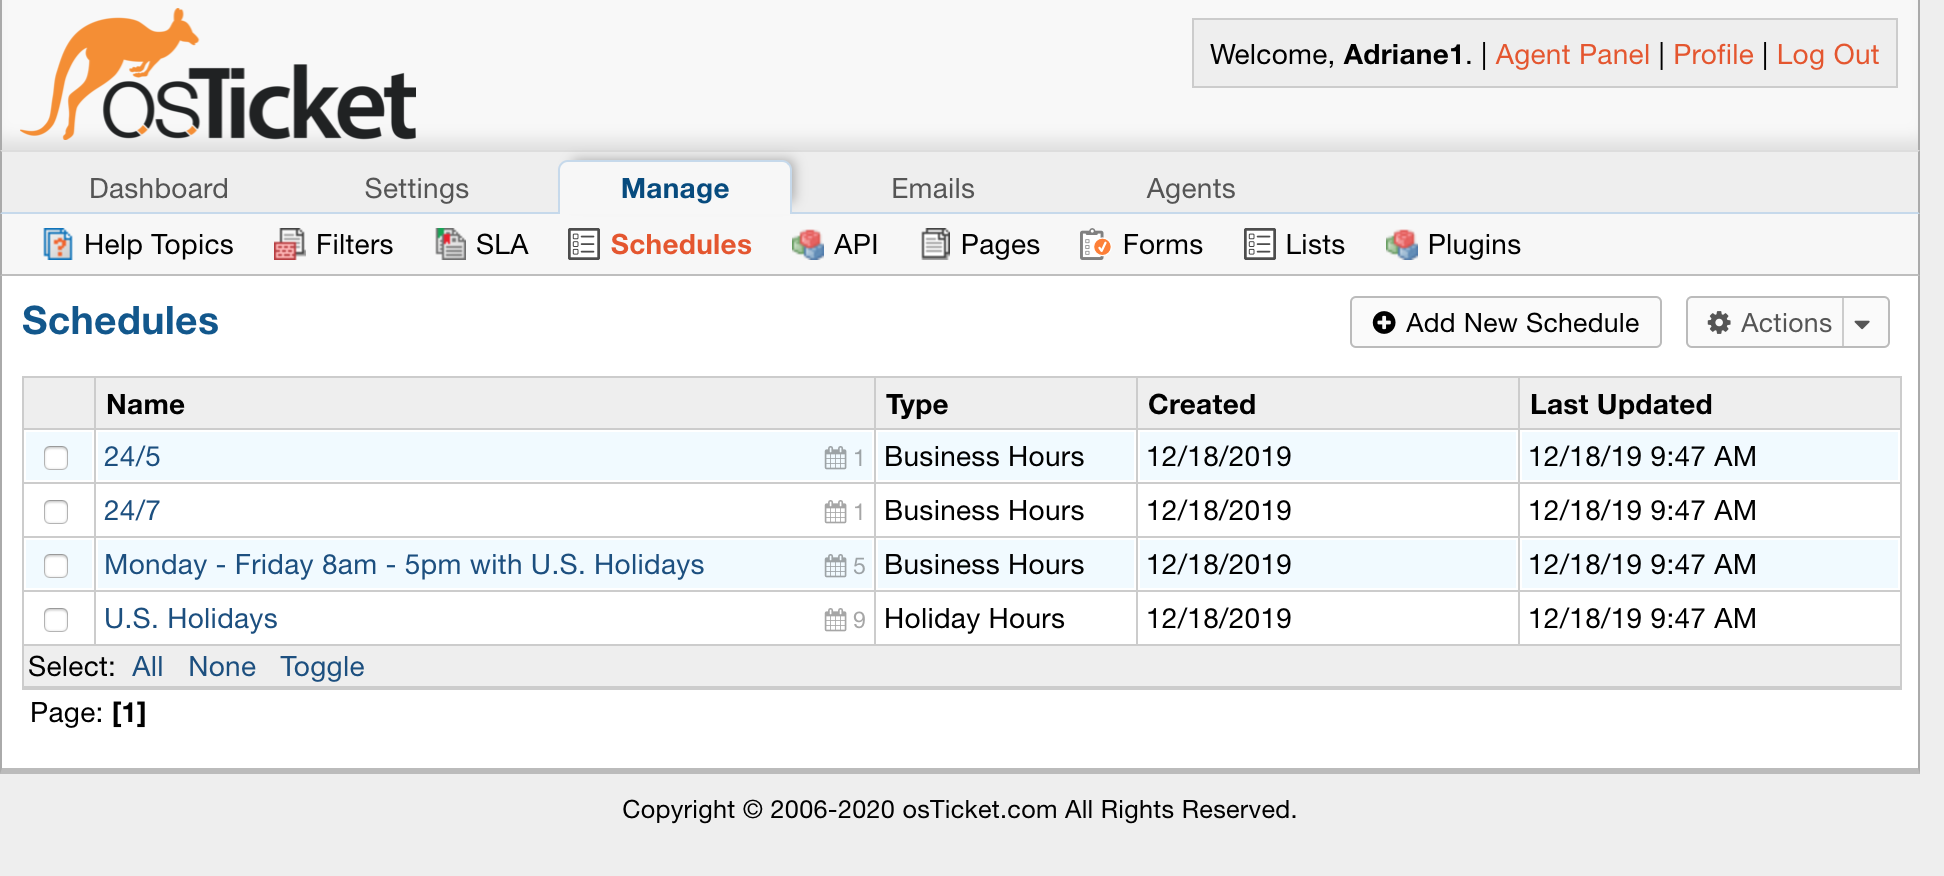 osTicket
Welcome, Adriane1. | Agent Panel | Profile | Log Out
Dashboard Settings Manage Emails Agents
Help Topics Filters SLA Schedules API Pages Forms Lists Plugins
Schedules Add New Schedule Actions
Name Type Created Last Updated
24/5 1 Business Hours 12/18/2019 12/18/19 9:47 AM
24/7 1 Business Hours 12/18/2019 12/18/19 9:47 AM
Monday - Friday 8am - 5pm with U.S. Holidays 5 Business Hours 12/18/2019 12/18/19 9:47 AM
U.S. Holidays 9 Holiday Hours 12/18/2019 12/18/19 9:47 AM
Select: All None Toggle
Page: [1]
Copyright © 2006-2020 osTicket.com All Rights Reserved.